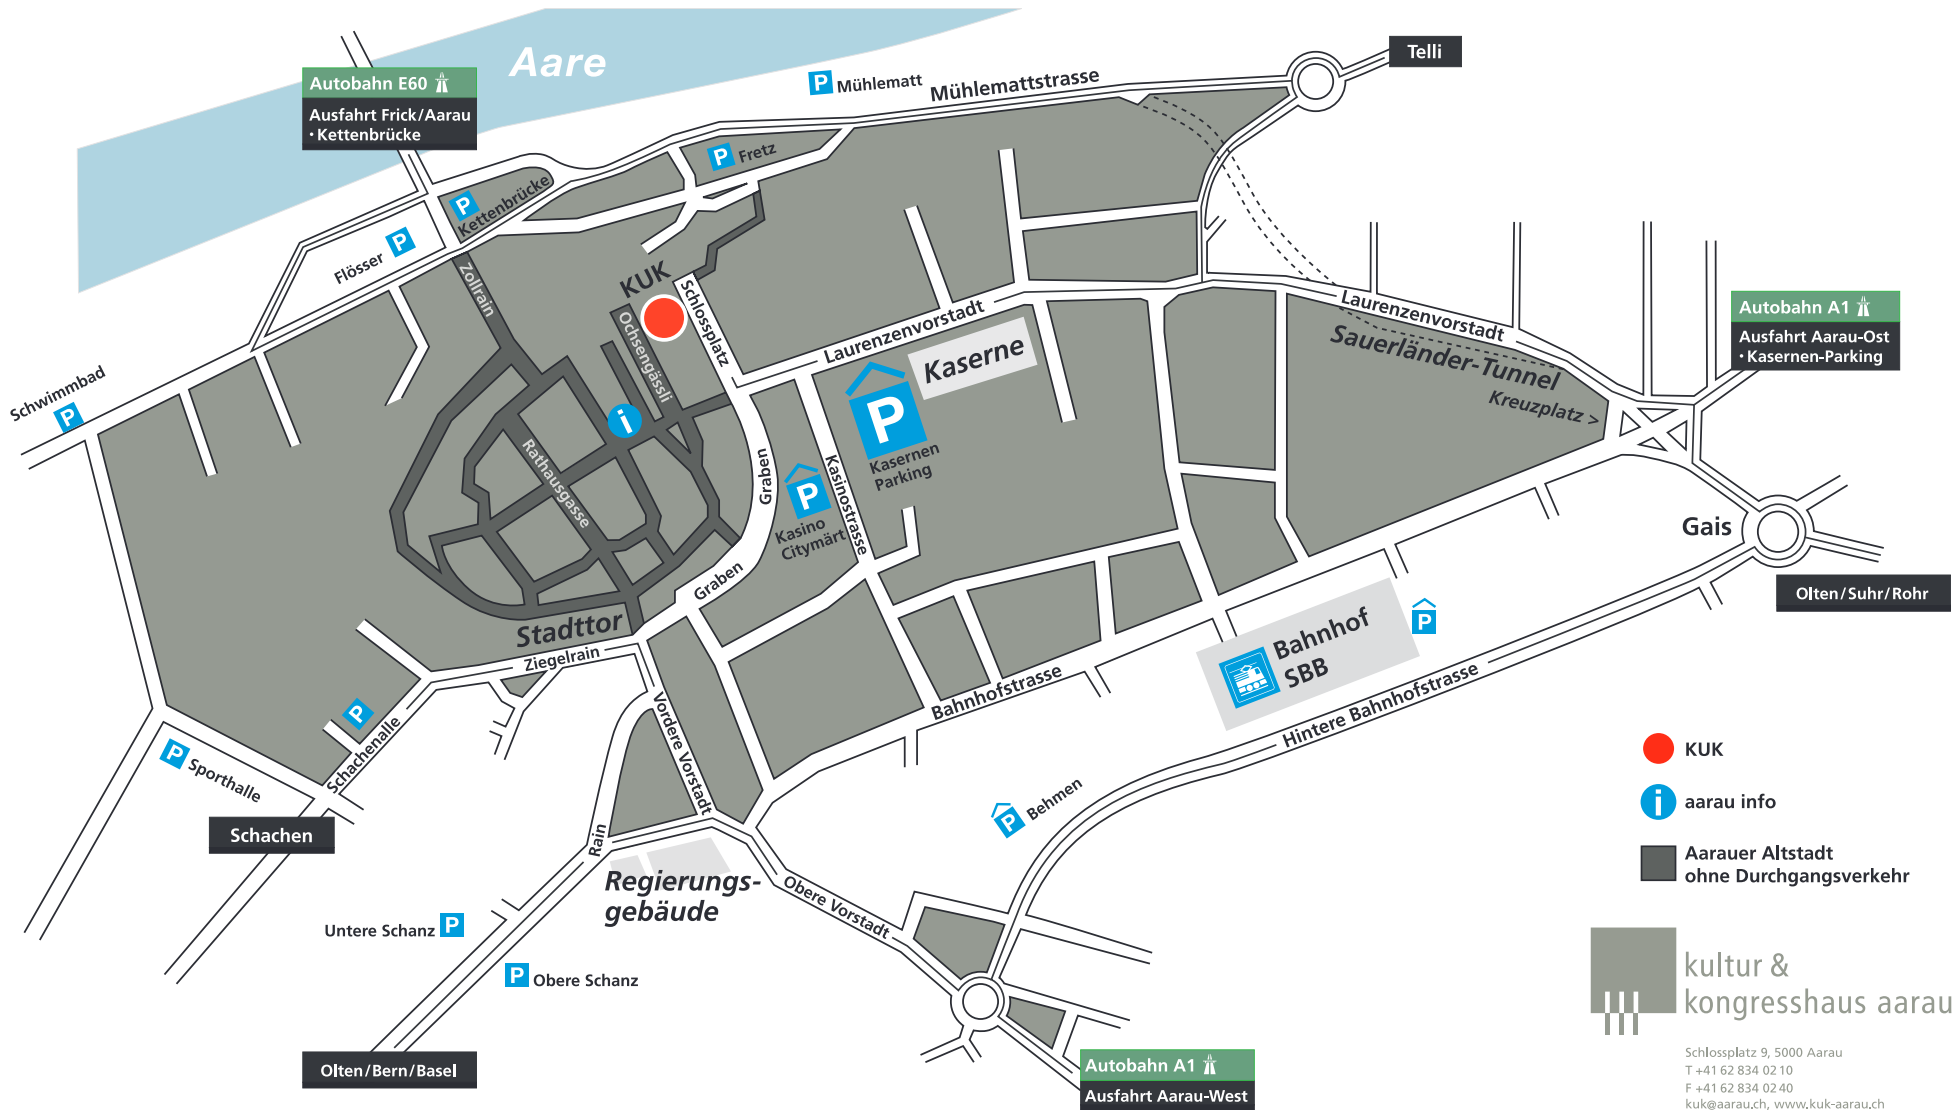 Aare
Telli
Autobahn E60
Ausfahrt Frick/Aarau
• Kettenbrücke
P Mühlematt
Mühlemattstrasse
P Fretz
P
Kettenbrücke
P
Flösser
Zollrain
KUK
Schlossplatz
Ochsengässli
Laurenzenvorstadt
Kaserne
Laurenzenvorstadt
Sauerländer-Tunnel
Kreuzplatz >
Autobahn A1
Ausfahrt Aarau-Ost
• Kasernen-Parking
Schwimmbad
P
i
Rathausgasse
Graben
P
Kasernen
Parking
P
Kasino
Citymärt
Kasinostrasse
Graben
Gais
Olten/Suhr/Rohr
Stadttor
Ziegelrain
P
Bahnhof
SBB
P
Bahnhofstrasse
Hintere Bahnhofstrasse
Vordere Vorstadt
P
Schachenalle
P Sporthalle
Schachen
P Behmen
Rain
Regierungs-
gebäude
Obere Vorstadt
Untere Schanz P
P Obere Schanz
Olten/Bern/Basel
Autobahn A1
Ausfahrt Aarau-West
KUK
i aarau info
Aarauer Altstadt
ohne Durchgangsverkehr
kultur &
kongresshaus aarau
Schlossplatz 9, 5000 Aarau
T +41 62 834 02 10
F +41 62 834 02 40
kuk@aarau.ch, www.kuk-aarau.ch